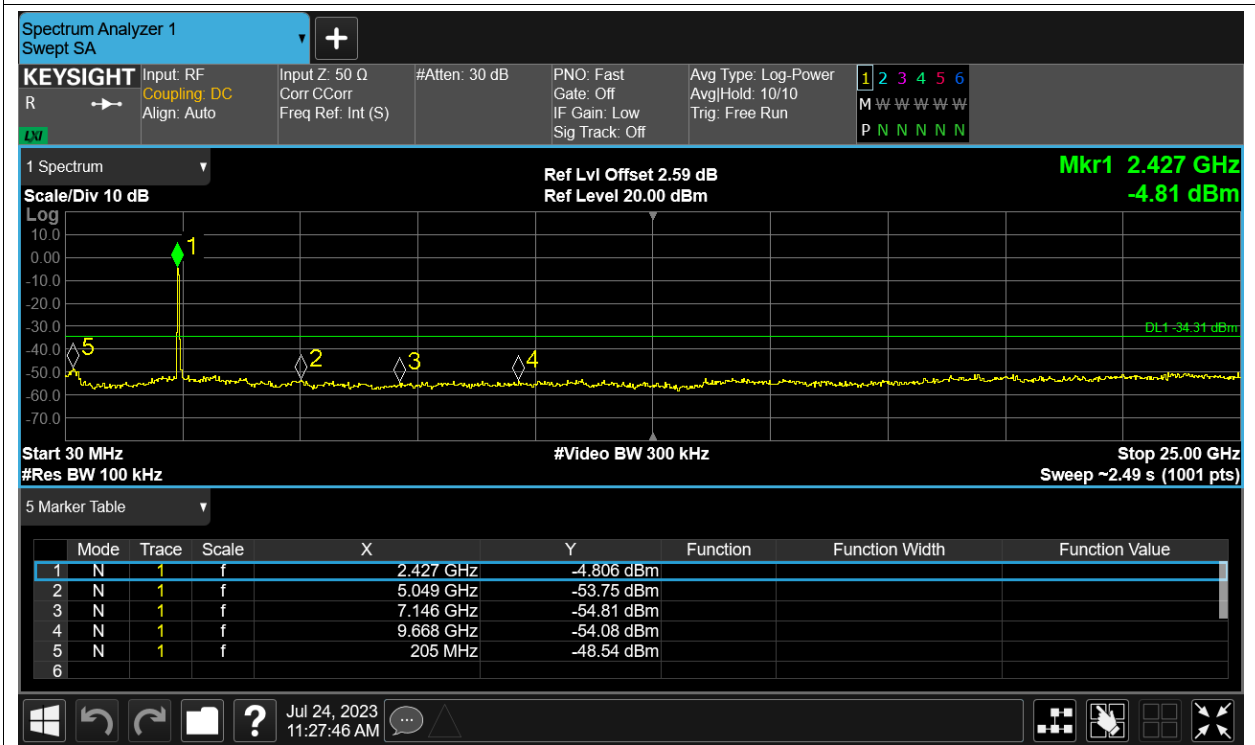 Spectrum Analyzer 1
Swept SA
+
KEYSIGHT
R
LXI
Input: RF
Coupling: DC
Align: Auto
Input Z: 50 Ω
Corr CCorr
Freq Ref: Int (S)
#Atten: 30 dB
PNO: Fast
Gate: Off
IF Gain: Low
Sig Track: Off
Avg Type: Log-Power
Avg|Hold: 10/10
Trig: Free Run
1 2 3 4 5 6
M W W W W W
P N N N N N
1 Spectrum
Scale/Div 10 dB
Ref Lvl Offset 2.59 dB
Ref Level 20.00 dBm
Mkr1 2.427 GHz
-4.81 dBm
Log
10.0
0.00
-10.0
-20.0
-30.0
-40.0
-50.0
-60.0
-70.0
1
DL1 -34.31 dBm
5
2
3
4
Start 30 MHz
#Video BW 300 kHz
Stop 25.00 GHz
#Res BW 100 kHz
Sweep ~2.49 s (1001 pts)
5 Marker Table
Mode Trace Scale X Y Function Function Width Function Value
1 N 1 f 2.427 GHz -4.806 dBm
2 N 1 f 5.049 GHz -53.75 dBm
3 N 1 f 7.146 GHz -54.81 dBm
4 N 1 f 9.668 GHz -54.08 dBm
5 N 1 f 205 MHz -48.54 dBm
6
?
Jul 24, 2023
11:27:46 AM